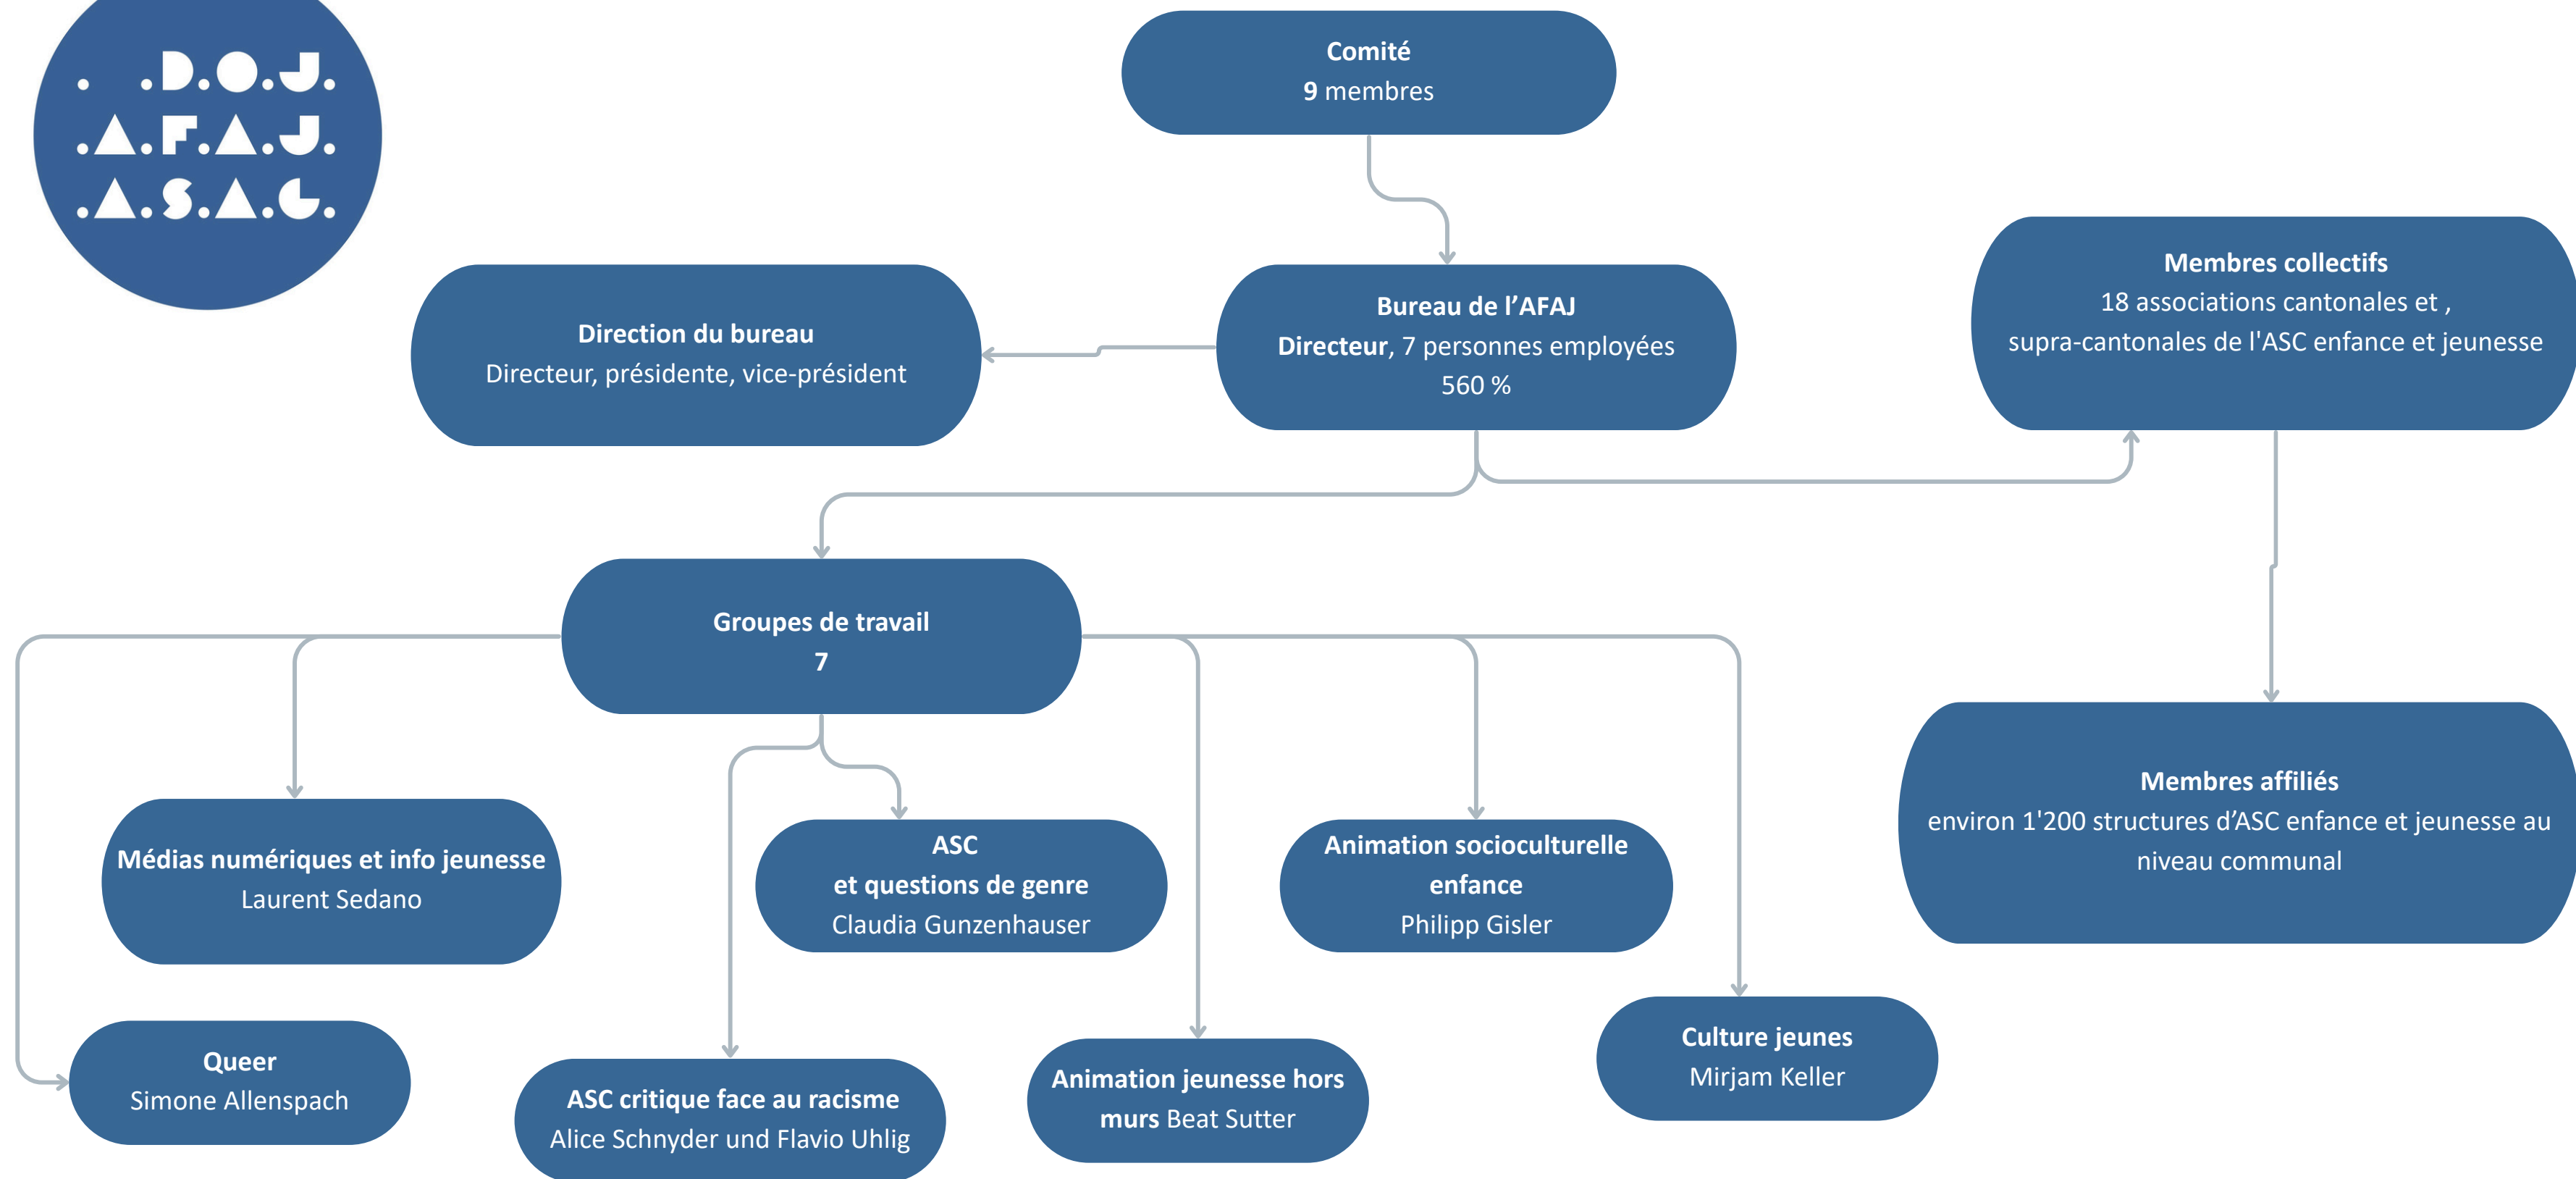 . .D.O.J.
.A.F.A.J.
.A.S.A.G.
Comité
9 membres
Direction du bureau
Directeur, présidente, vice-président
Bureau de l’AFAJ
Directeur, 7 personnes employées
560 %
Membres collectifs
18 associations cantonales et ,
supra-cantonales de l'ASC enfance et jeunesse
Groupes de travail
7
Membres affiliés
environ 1'200 structures d’ASC enfance et jeunesse au
niveau communal
Médias numériques et info jeunesse
Laurent Sedano
ASC
et questions de genre
Claudia Gunzenhauser
Animation socioculturelle
enfance
Philipp Gisler
Queer
Simone Allenspach
ASC critique face au racisme
Alice Schnyder und Flavio Uhlig
Animation jeunesse hors
murs Beat Sutter
Culture jeunes
Mirjam Keller